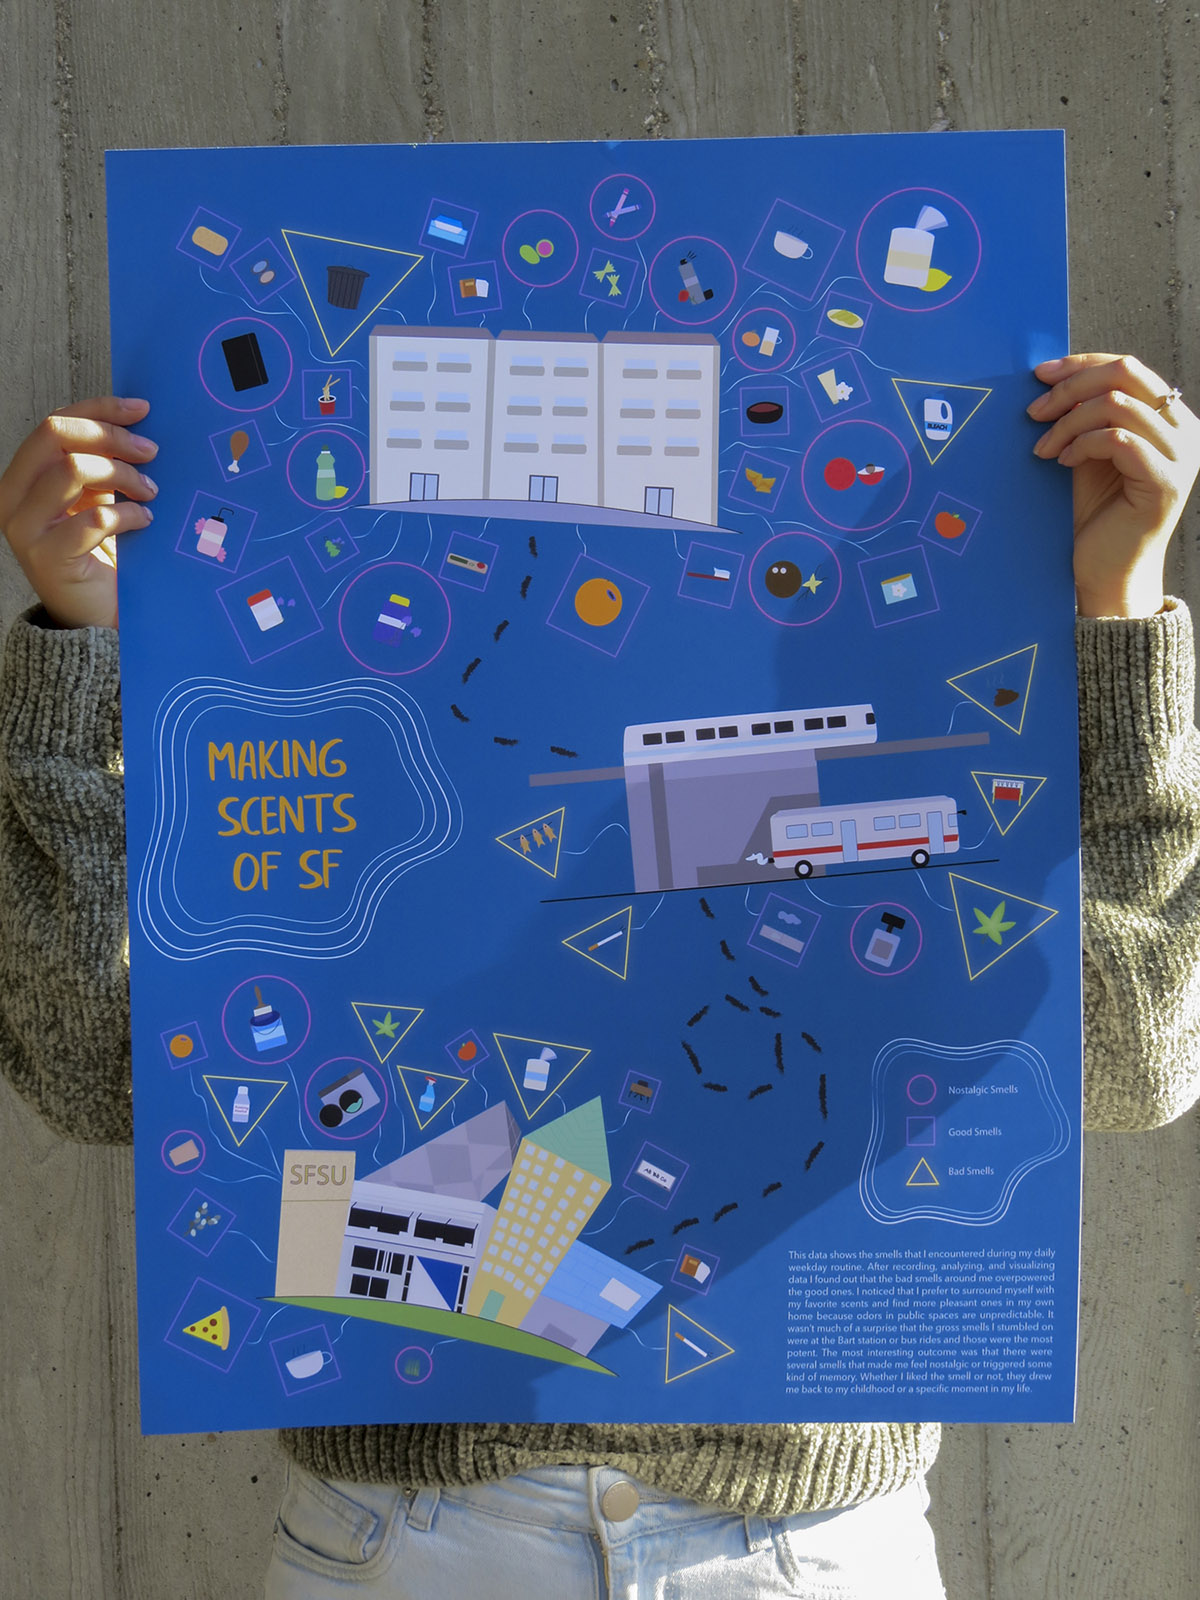 BLEACH
MAKING
SCENTS
OF SF
SFSU
Nostalgic Smells
Good Smells
Bad Smells
This data shows the smells that I encountered during my daily
weekday routine. After recording, analyzing, and visualizing
data I found out that the bad smells around me overpowered
the good ones. I noticed that I prefer to surround myself with
my favorite scents and find more pleasant ones in my own
home because odors in public spaces are unpredictable. It
wasn't much of a surprise that the gross smells I stumbled on
were at the Bart station or bus rides and those were the most
potent. The most interesting outcome was that there were
several smells that made me feel nostalgic or triggered some
kind of memory. Whether I liked the smell or not, they drew
me back to my childhood or a specific moment in my life.